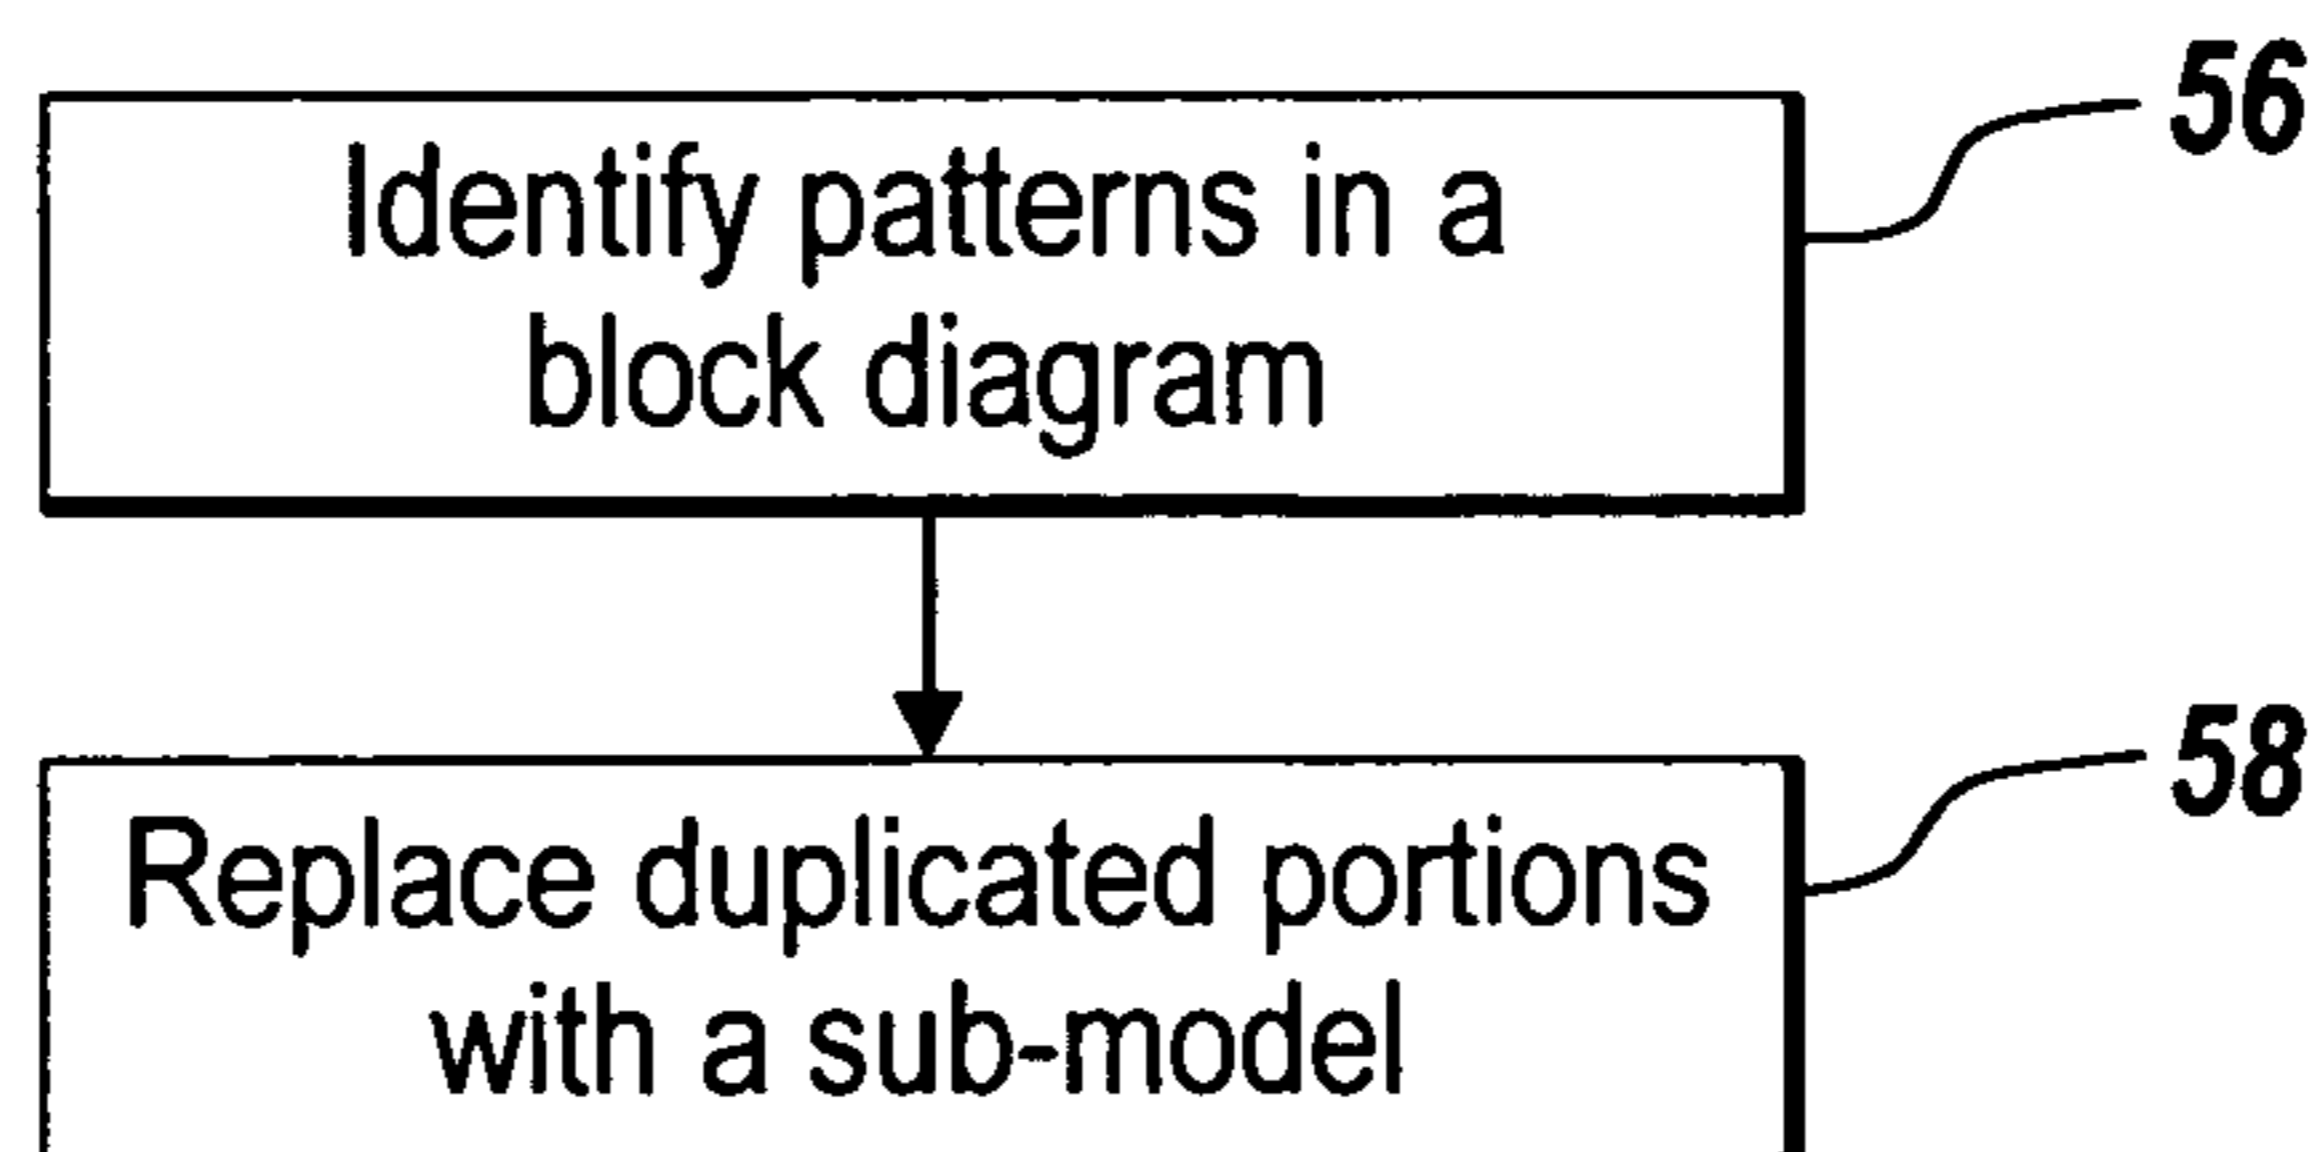 56
Identify patterns in a
block diagram
58
Replace duplicated portions
with a sub-model